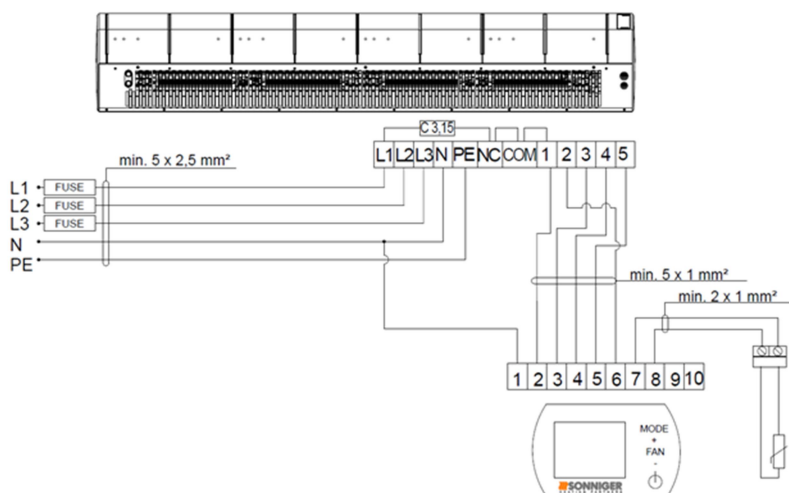 C 3,15
L1 L2 L3 N PE NC COM 1 2 3 4 5
min. 5 x 2,5 mm²
L1 FUSE
L2 FUSE
L3 FUSE
N
PE
min. 5 x 1 mm²
min. 2 x 1 mm²
1 2 3 4 5 6 7 8 9 10
MODE
+
FAN
-
SONNIGER